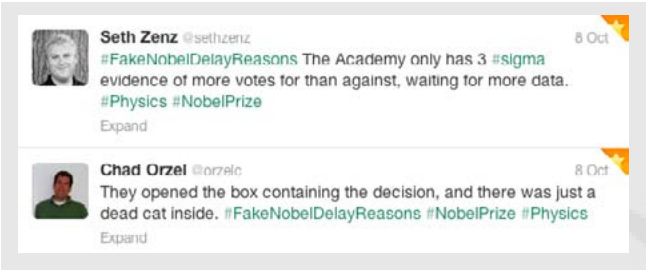 Seth Zenz @sethzenz 8 Oct
#FakeNobelDelayReasons The Academy only has 3 #sigma
evidence of more votes for than against, waiting for more data.
#Physics #NobelPrize
Expand
Chad Orzel @orzelc 8 Oct
They opened the box containing the decision, and there was just a
dead cat inside. #FakeNobelDelayReasons #NobelPrize #Physics
Expand